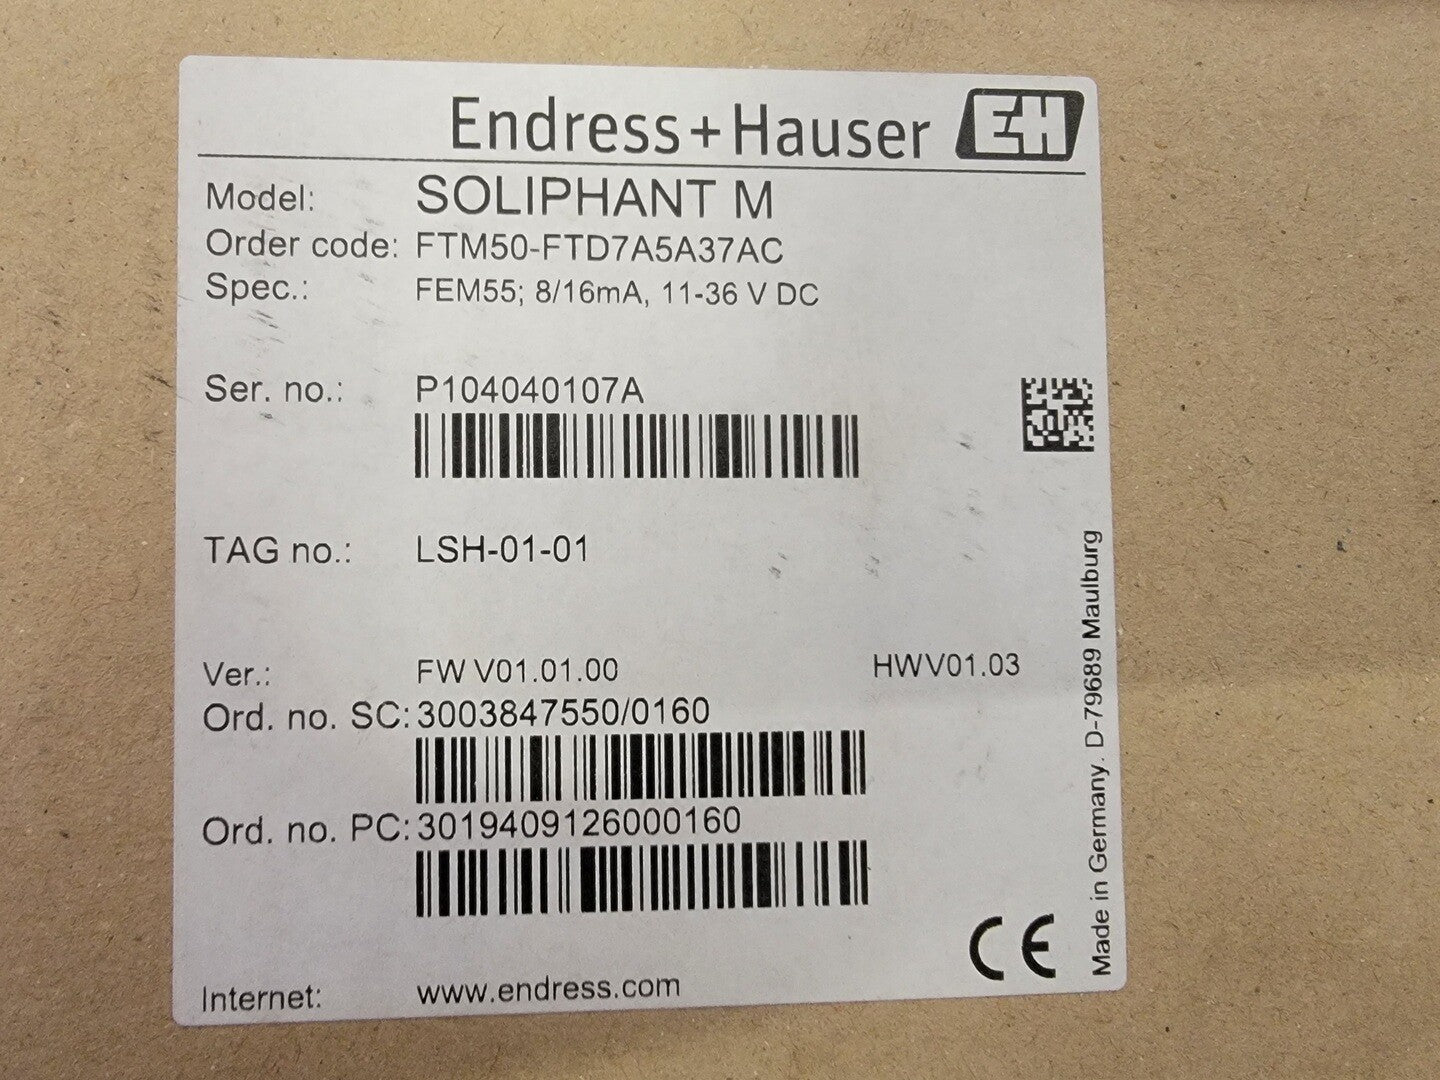 Endress+Hauser EH
Model: SOLIPHANT M
Order code: FTM50-FTD7A5A37AC
Spec.: FEM55; 8/16mA, 11-36 V DC
Ser. no.: P104040107A
TAG no.: LSH-01-01
Ver.: FW V01.01.00 HWV01.03
Ord. no. SC: 3003847550/0160
Ord. no. PC: 3019409126000160
Internet: www.endress.com
CE
Made in Germany. D-79689 Maulburg